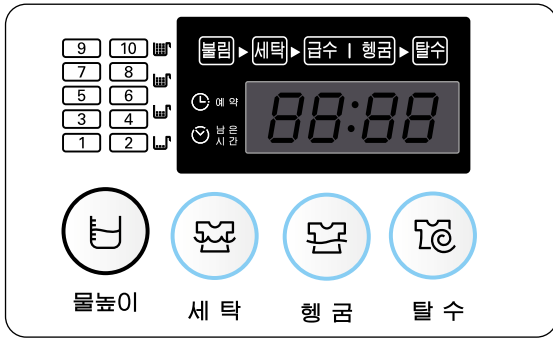 9 10
7 8
5 6
3 4
1 2
불림 ▶ 세탁 ▶ 급수 | 헹굼 ▶ 탈수
예약
남은
시간
88:88
물높이
세 탁
헹 굼
탈 수